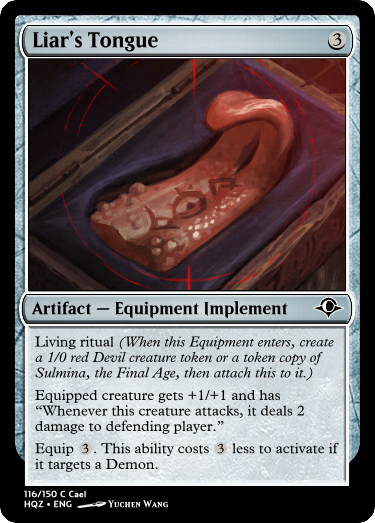 Liar's Tongue 3
Artifact — Equipment Implement
Living ritual (When this Equipment enters, create
a 1/0 red Devil creature token or a token copy of
Sulmina, the Final Age, then attach this to it.)
Equipped creature gets +1/+1 and has
“Whenever this creature attacks, it deals 2
damage to defending player.”
Equip 3. This ability costs 3 less to activate if
it targets a Demon.
116/150 C Cael
HQZ • ENG Yuchen Wang